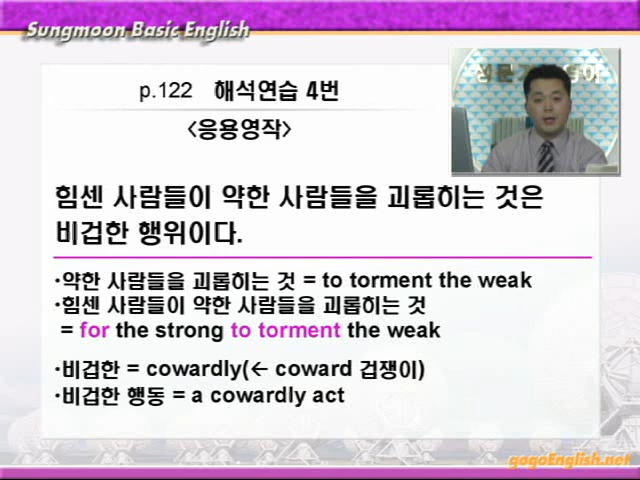 Sungmoon Basic English
p.122 해석연습 4번
<응용영작>
힘센 사람들이 약한 사람들을 괴롭히는 것은
비겁한 행위이다.
·약한 사람들을 괴롭히는 것 = to torment the weak
·힘센 사람들이 약한 사람들을 괴롭히는 것
= for the strong to torment the weak
·비겁한 = cowardly(← coward 겁쟁이)
·비겁한 행동 = a cowardly act
gogoEnglish.net